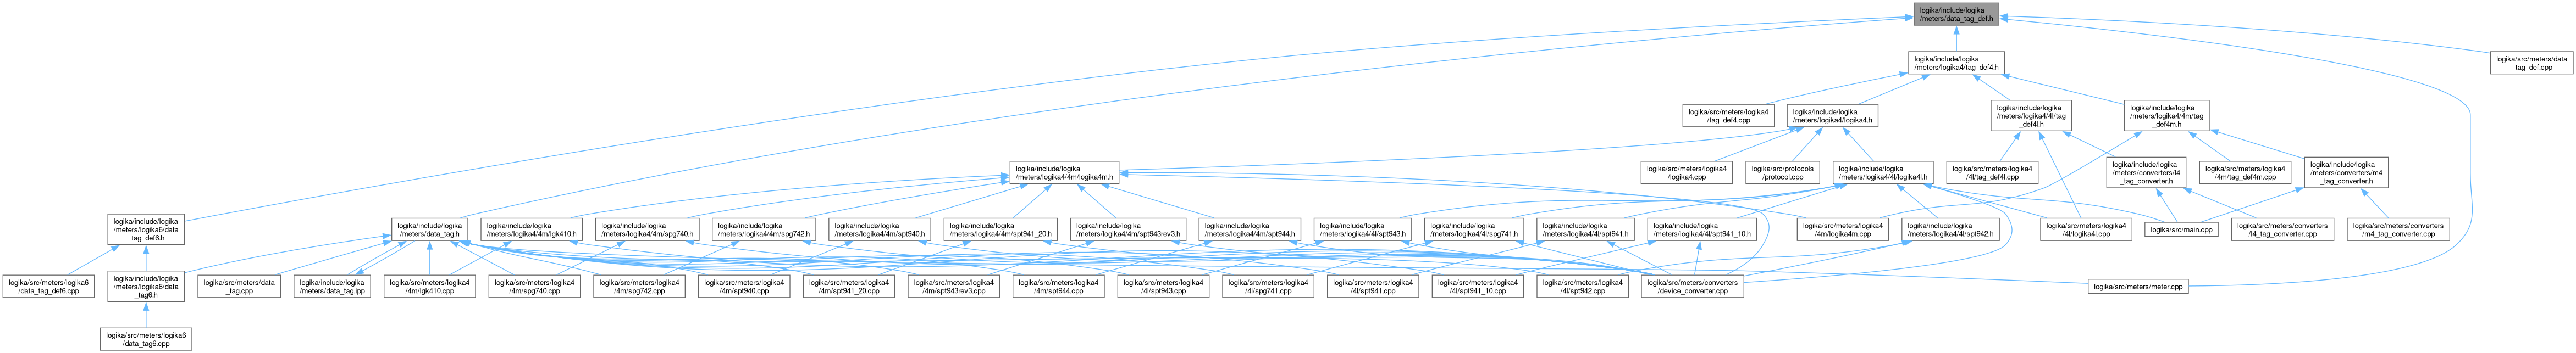 logika/include/logika
/meters/data_tag_def.h
logika/include/logika
/meters/logika4/tag_def4.h
logika/src/meters/data
_tag_def.cpp
logika/src/meters/logika4
/tag_def4.cpp
logika/include/logika
/meters/logika4/logika4.h
logika/include/logika
/meters/logika4/4l/tag
_def4l.h
logika/include/logika
/meters/logika4/4m/tag
_def4m.h
logika/include/logika
/meters/logika4/4m/logika4m.h
logika/src/meters/logika4
/logika4.cpp
logika/src/protocols
/protocol.cpp
logika/include/logika
/meters/logika4/4l/logika4l.h
logika/src/meters/logika4
/4l/tag_def4l.cpp
logika/include/logika
/meters/converters/l4
_tag_converter.h
logika/src/meters/logika4
/4m/tag_def4m.cpp
logika/include/logika
/meters/converters/m4
_tag_converter.h
logika/include/logika
/meters/logika6/data
_tag_def6.h
logika/include/logika
/meters/data_tag.h
logika/include/logika
/meters/logika4/4m/lgk410.h
logika/include/logika
/meters/logika4/4m/spg740.h
logika/include/logika
/meters/logika4/4m/spg742.h
logika/include/logika
/meters/logika4/4m/spt940.h
logika/include/logika
/meters/logika4/4m/spt941_20.h
logika/include/logika
/meters/logika4/4m/spt943rev3.h
logika/include/logika
/meters/logika4/4m/spt944.h
logika/include/logika
/meters/logika4/4l/spt943.h
logika/include/logika
/meters/logika4/4l/spg741.h
logika/include/logika
/meters/logika4/4l/spt941.h
logika/include/logika
/meters/logika4/4l/spt941_10.h
logika/src/meters/logika4
/4m/logika4m.cpp
logika/include/logika
/meters/logika4/4l/spt942.h
logika/src/meters/logika4
/4l/logika4l.cpp
logika/src/main.cpp
logika/src/meters/converters
/l4_tag_converter.cpp
logika/src/meters/converters
/m4_tag_converter.cpp
logika/src/meters/logika6
/data_tag_def6.cpp
logika/include/logika
/meters/logika6/data
_tag6.h
logika/src/meters/data
_tag.cpp
logika/include/logika
/meters/data_tag.ipp
logika/src/meters/logika4
/4m/lgk410.cpp
logika/src/meters/logika4
/4m/spg740.cpp
logika/src/meters/logika4
/4m/spg742.cpp
logika/src/meters/logika4
/4m/spt940.cpp
logika/src/meters/logika4
/4m/spt941_20.cpp
logika/src/meters/logika4
/4m/spt943rev3.cpp
logika/src/meters/logika4
/4m/spt944.cpp
logika/src/meters/logika4
/4l/spt943.cpp
logika/src/meters/logika4
/4l/spg741.cpp
logika/src/meters/logika4
/4l/spt941.cpp
logika/src/meters/logika4
/4l/spt941_10.cpp
logika/src/meters/logika4
/4l/spt942.cpp
logika/src/meters/converters
/device_converter.cpp
logika/src/meters/meter.cpp
logika/src/meters/logika6
/data_tag6.cpp